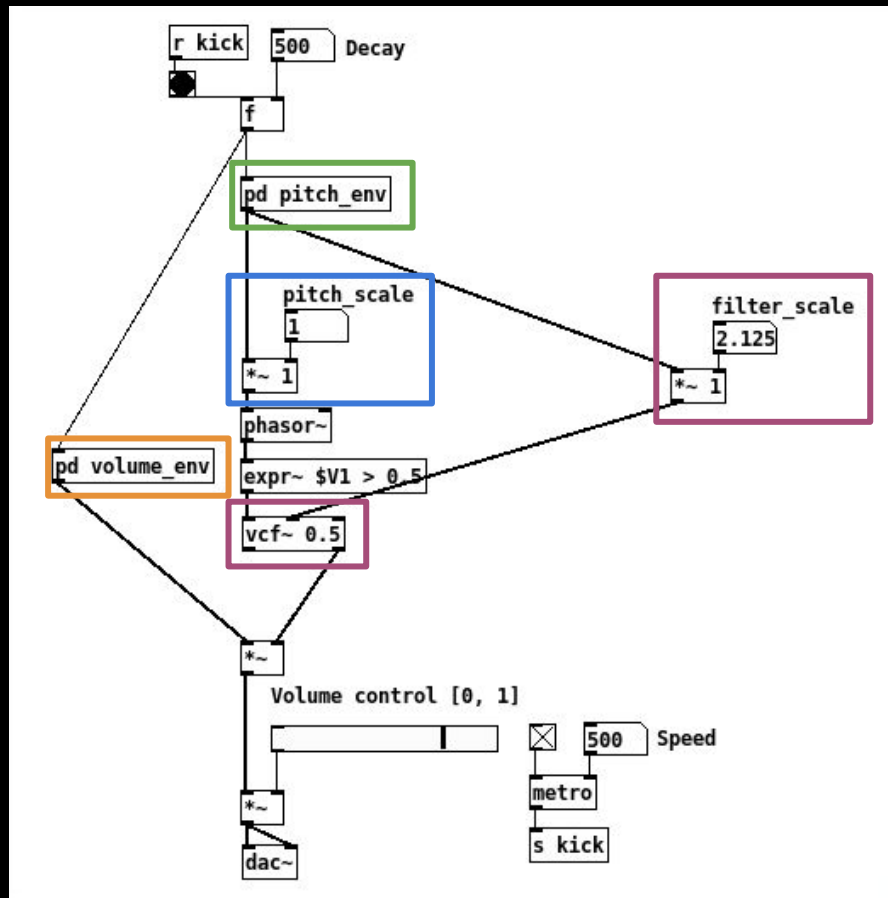 r kick
500 Decay
f
pd pitch_env
pitch_scale
1
*~ 1
filter_scale
2.125
*~ 1
phasor~
pd volume_env
expr~ $V1 > 0.5
vcf~ 0.5
*~
Volume control [0, 1]
500 Speed
metro
*~
s kick
dac~